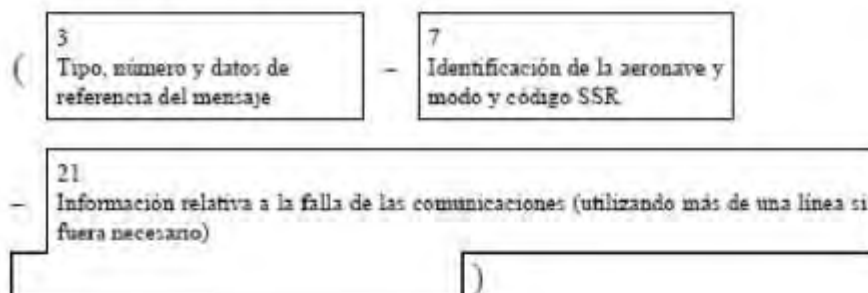 ( 3
Tipo, número y datos de
referencia del mensaje
– 7
Identificación de la aeronave y
modo y código SSR
– 21
Información relativa a la falla de las comunicaciones (utilizando más de una línea si
fuera necesario)
)